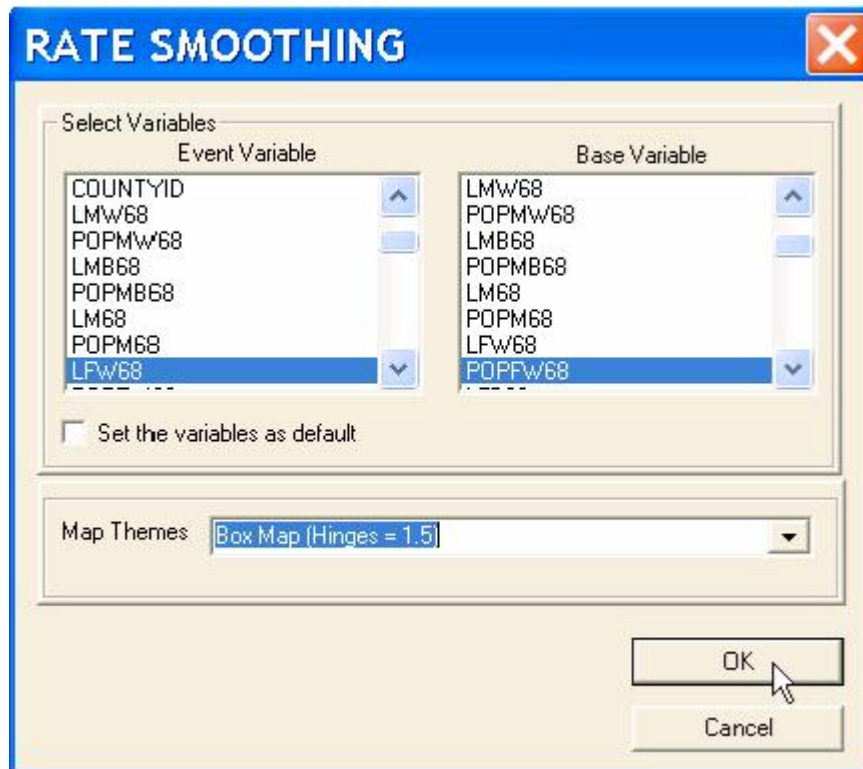 RATE SMOOTHING
Select Variables
Event Variable
COUNTYID
LMW68
POPMW68
LMB68
POPMB68
LM68
POPM68
LFW68
Base Variable
LMW68
POPMW68
LMB68
POPMB68
LM68
POPM68
LFW68
POPFW68
Set the variables as default
Map Themes
Box Map (Hinges = 1.5)
OK
Cancel